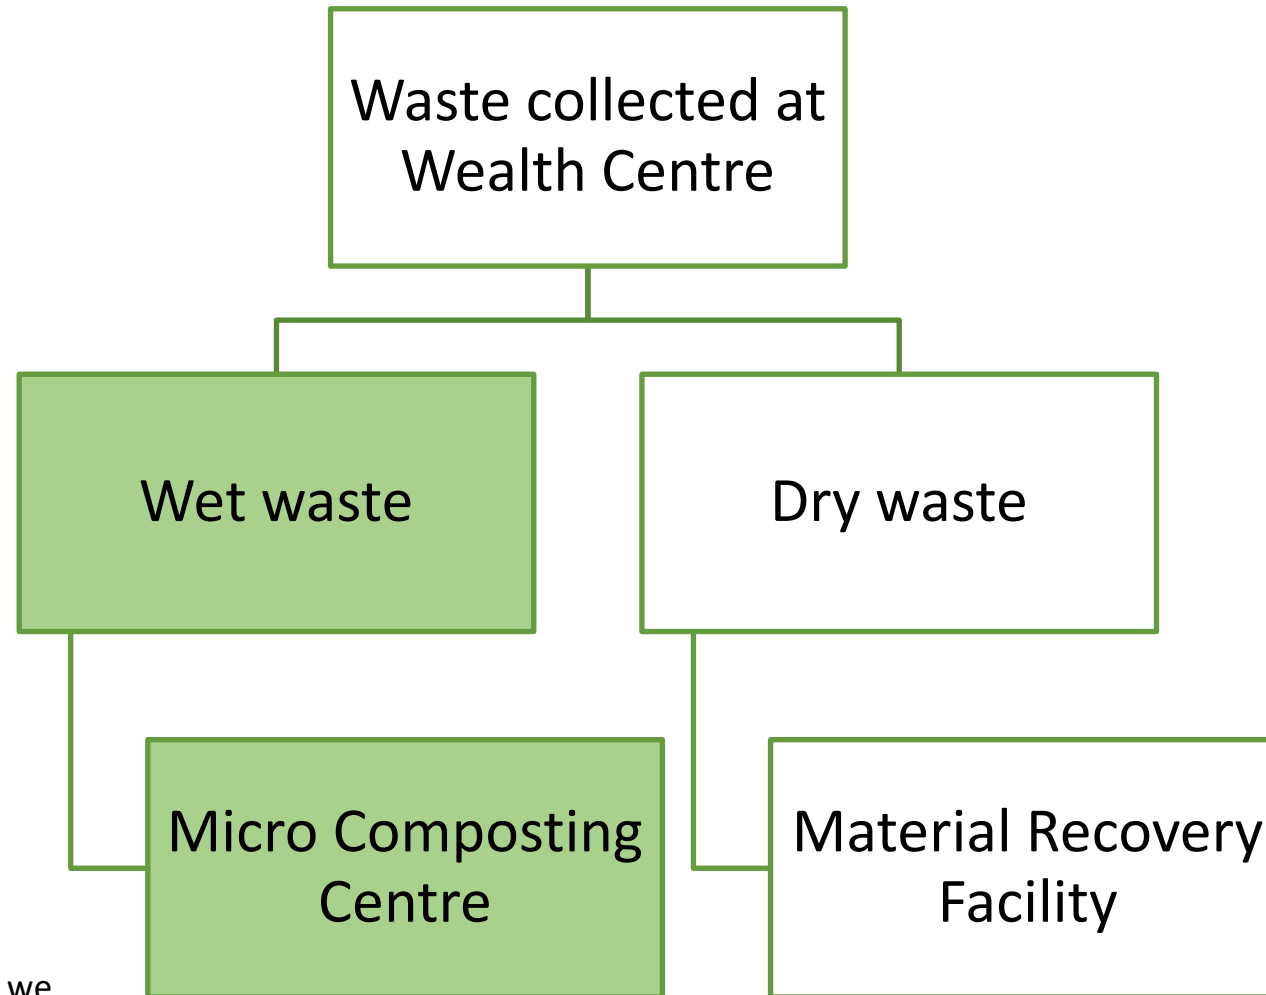 Waste collected at
Wealth Centre
Wet waste
Dry waste
Micro Composting
Centre
Material Recovery
Facility
we